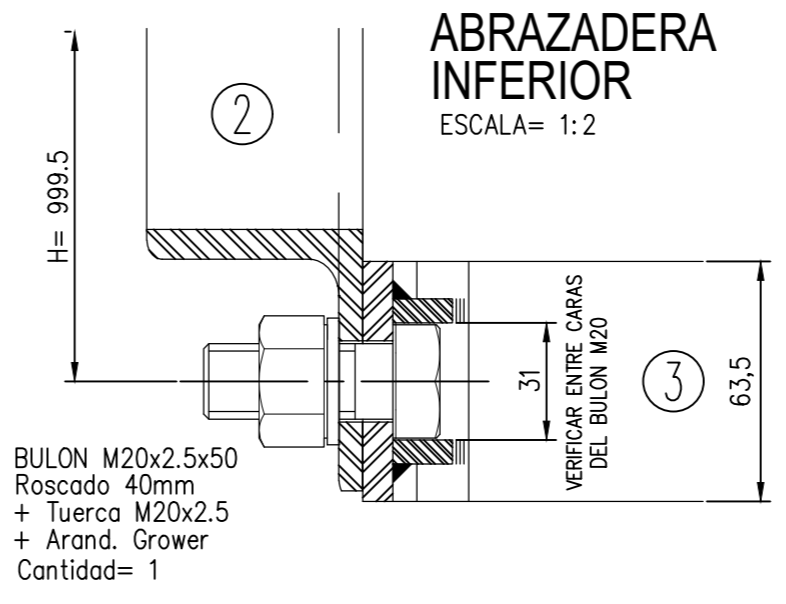 ABRAZADERA
INFERIOR
ESCALA= 1:2
2
H= 999.5
31
VERIFICAR ENTRE CARAS
DEL BULON M20
3
63,5
BULON M20x2.5x50
Roscado 40mm
+ Tuerca M20x2.5
+ Arand. Grower
Cantidad= 1